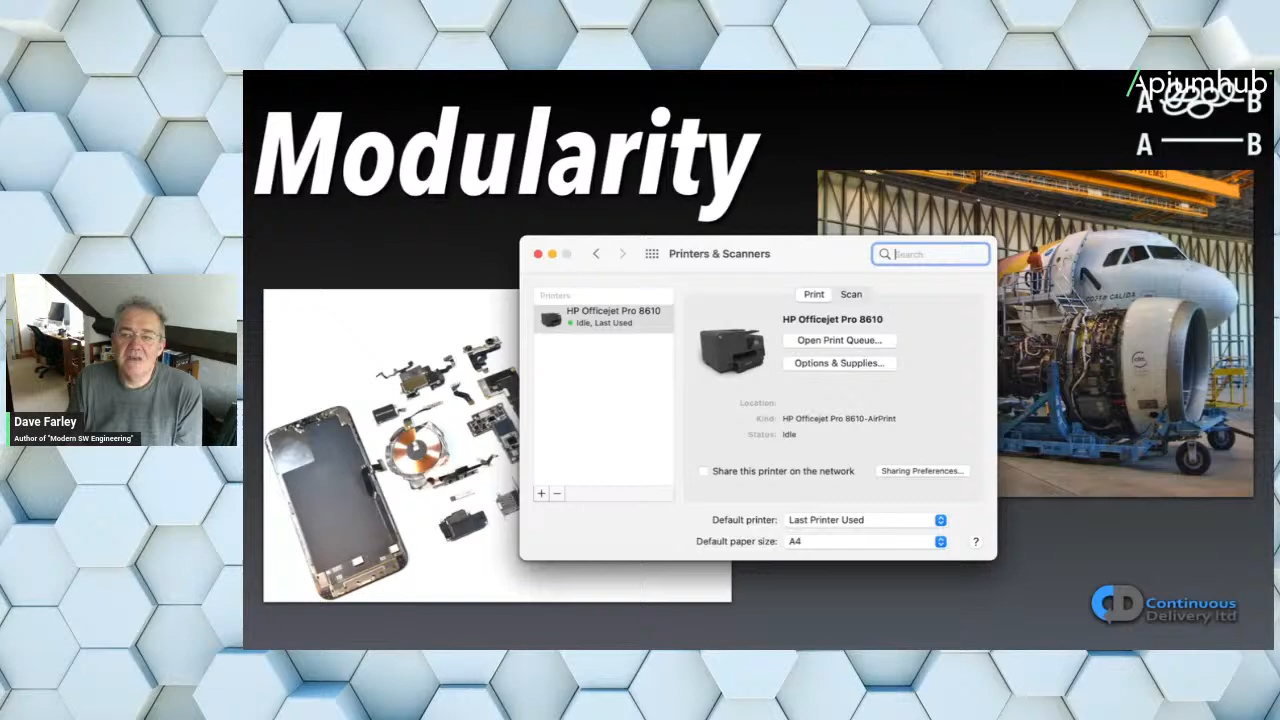 Apiumhub
A B
A B
Modularity
Printers & Scanners
Search
Printers
HP Officejet Pro 8610
Idle, Last Used
Print Scan
HP Officejet Pro 8610
Open Print Queue...
Options & Supplies...
Location:
Kind: HP Officejet Pro 8610-AirPrint
Status: Idle
Share this printer on the network
Sharing Preferences...
+ −
Default printer: Last Printer Used
Default paper size: A4
?
COSTA CALIDA
Dave Farley
Author of "Modern SW Engineering"
CD Continuous
Delivery ltd